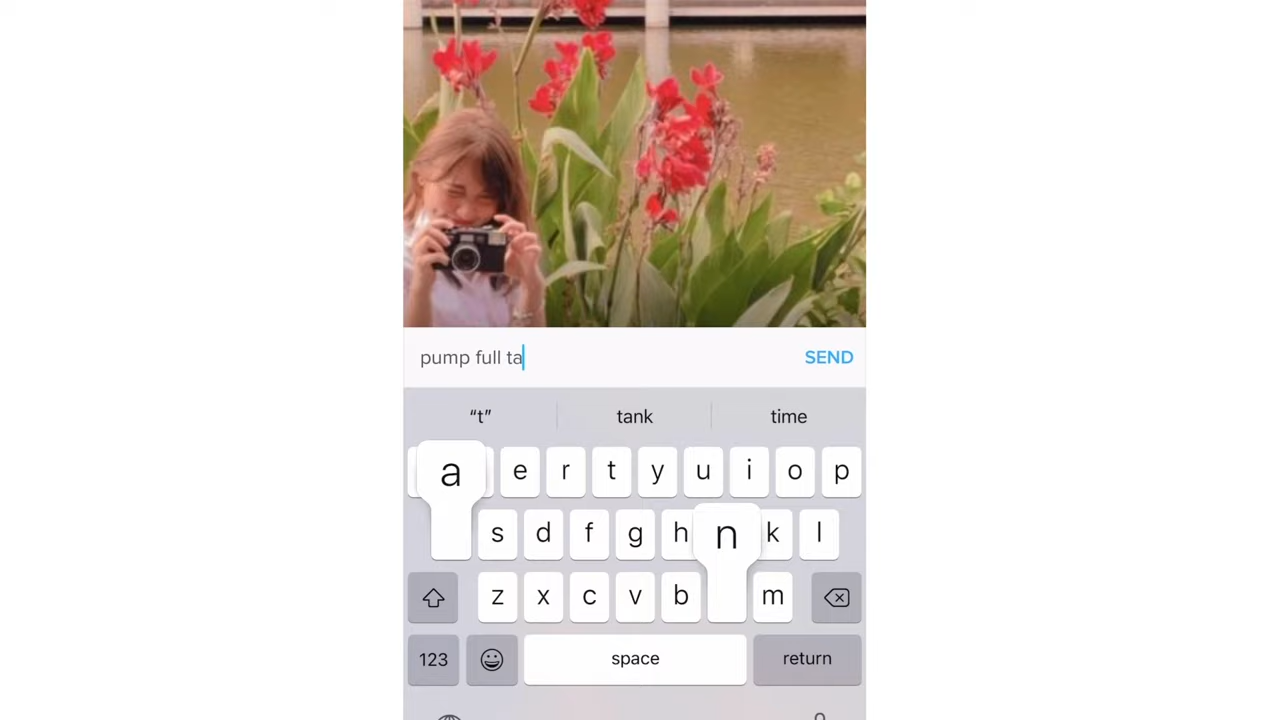 pump full ta
SEND
“t” tank time
a e r t y u i o p
s d f g h n k l
z x c v b m
123 space return